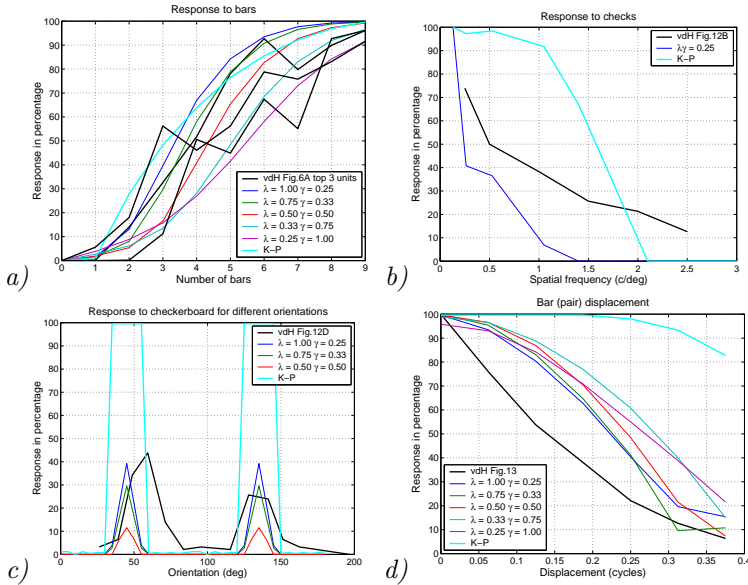 Response to bars
100
90
80
70
60
50
40
30
20
10
0
Response in percentage
vdH Fig.6A top 3 units
λ = 1.00 γ = 0.25
λ = 0.75 γ = 0.33
λ = 0.50 γ = 0.50
λ = 0.33 γ = 0.75
λ = 0.25 γ = 1.00
K−P
0 1 2 3 4 5 6 7 8 9
Number of bars
a)
Response to checks
100
90
80
70
60
50
40
30
20
10
0
Response in percentage
vdH Fig.12B
λγ = 0.25
K−P
0 0.5 1 1.5 2 2.5 3
Spatial frequency (c/deg)
b)
Response to checkerboard for different orientations
100
90
80
70
60
50
40
30
20
10
0
Response in percentage
vdH Fig.12D
λ = 1.00 γ = 0.25
λ = 0.75 γ = 0.33
λ = 0.50 γ = 0.50
K−P
0 50 100 150 200
Orientation (deg)
c)
Bar (pair) displacement
100
90
80
70
60
50
40
30
20
10
0
Response in percentage
vdH Fig.13
λ = 1.00 γ = 0.25
λ = 0.75 γ = 0.33
λ = 0.50 γ = 0.50
λ = 0.33 γ = 0.75
λ = 0.25 γ = 1.00
K−P
0 0.05 0.1 0.15 0.2 0.25 0.3 0.35 0.4
Displacement (cycles)
d)